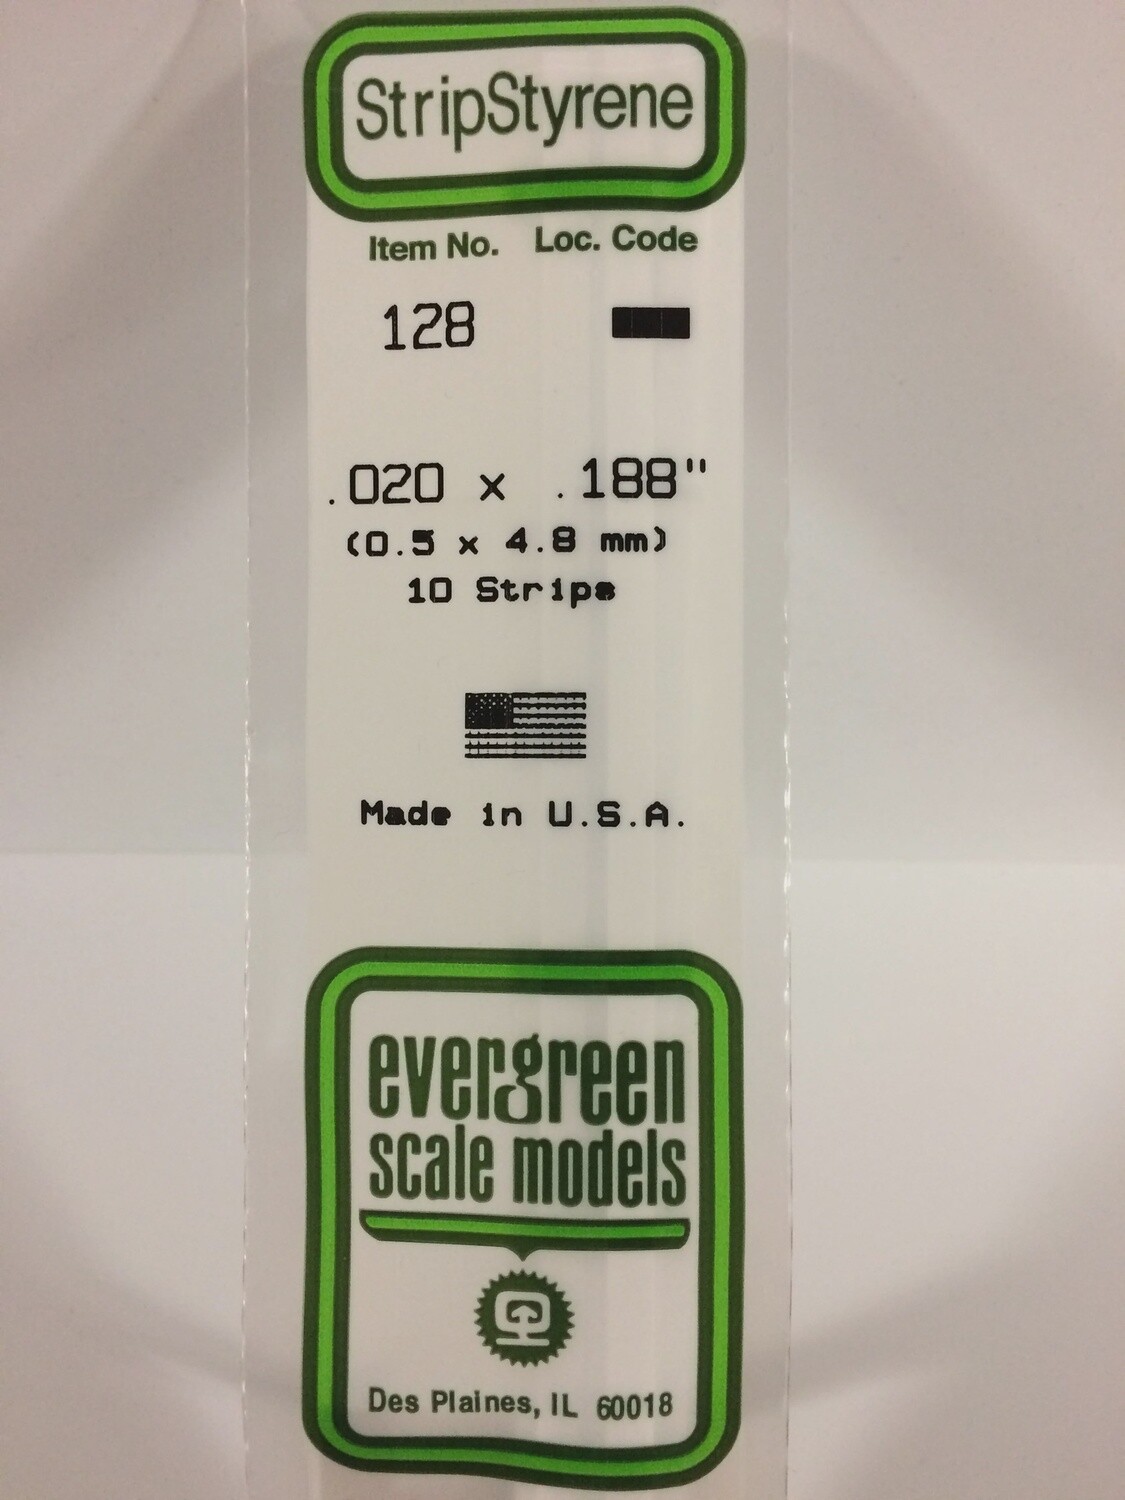 StripStyrene
Item No. Loc. Code
128
.020 x .188"
(0.5 x 4.8 mm)
10 Strips
Made in U.S.A.
evergreen
scale models
Des Plaines, IL 60018